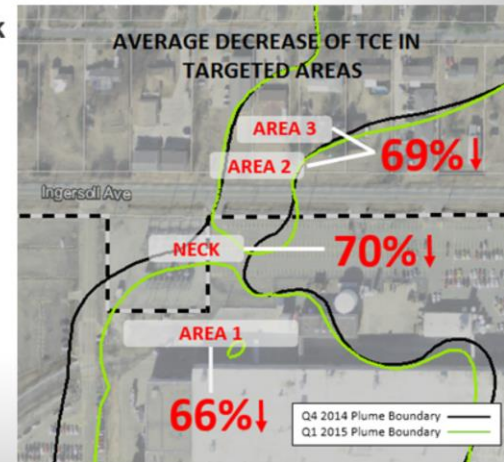 AVERAGE DECREASE OF TCE IN
TARGETED AREAS
AREA 3
AREA 2
69%↓
Ingersoll Ave
NECK
70%↓
AREA 1
66%↓
Q4 2014 Plume Boundary
Q1 2015 Plume Boundary